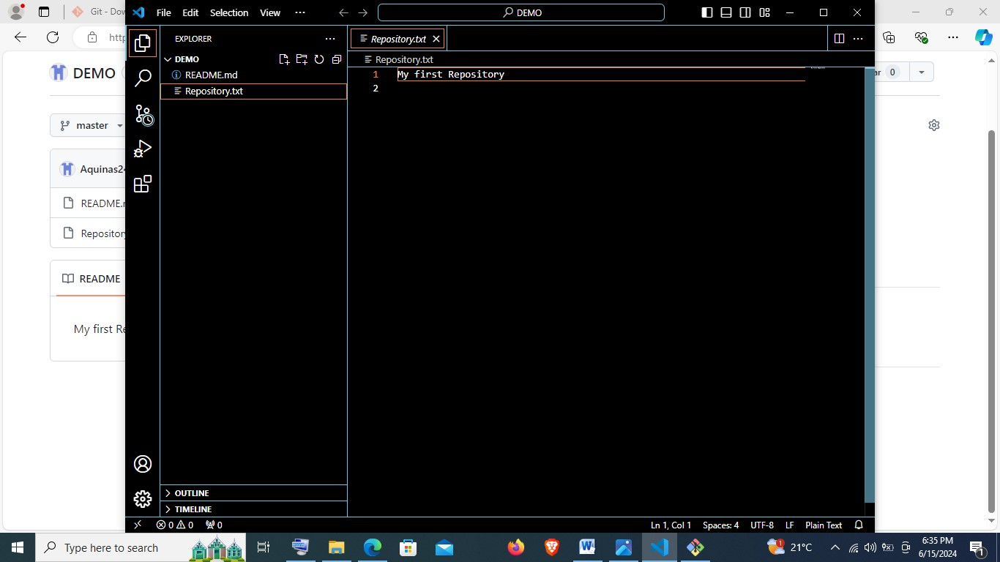 Git - Dow
http
File Edit Selection View ···
DEMO
EXPLORER
DEMO
README.md
Repository.txt
OUTLINE
TIMELINE
Repository.txt
Repository.txt
1 My first Repository
2
DEMO
ar 0
master
Aquinas24
README.
Repository
README
My first Re
0 0 0
Ln 1, Col 1 Spaces: 4 UTF-8 LF Plain Text
Type here to search
1
21°C
6:35 PM
6/15/2024
1